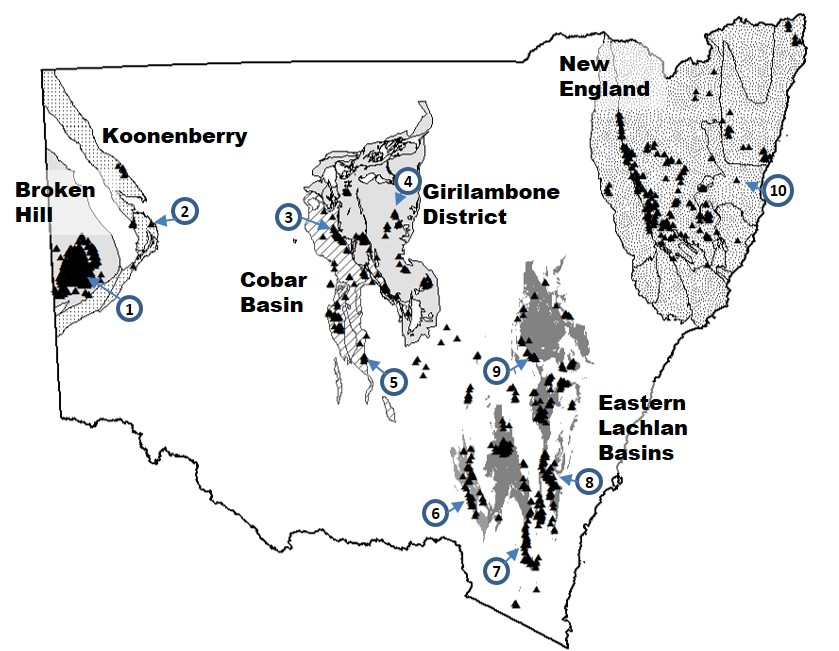 New
England
Koonenberry
Broken
Hill
2
4
10
Girilambone
District
3
Cobar
Basin
1
9
5
Eastern
Lachlan
Basins
8
6
7